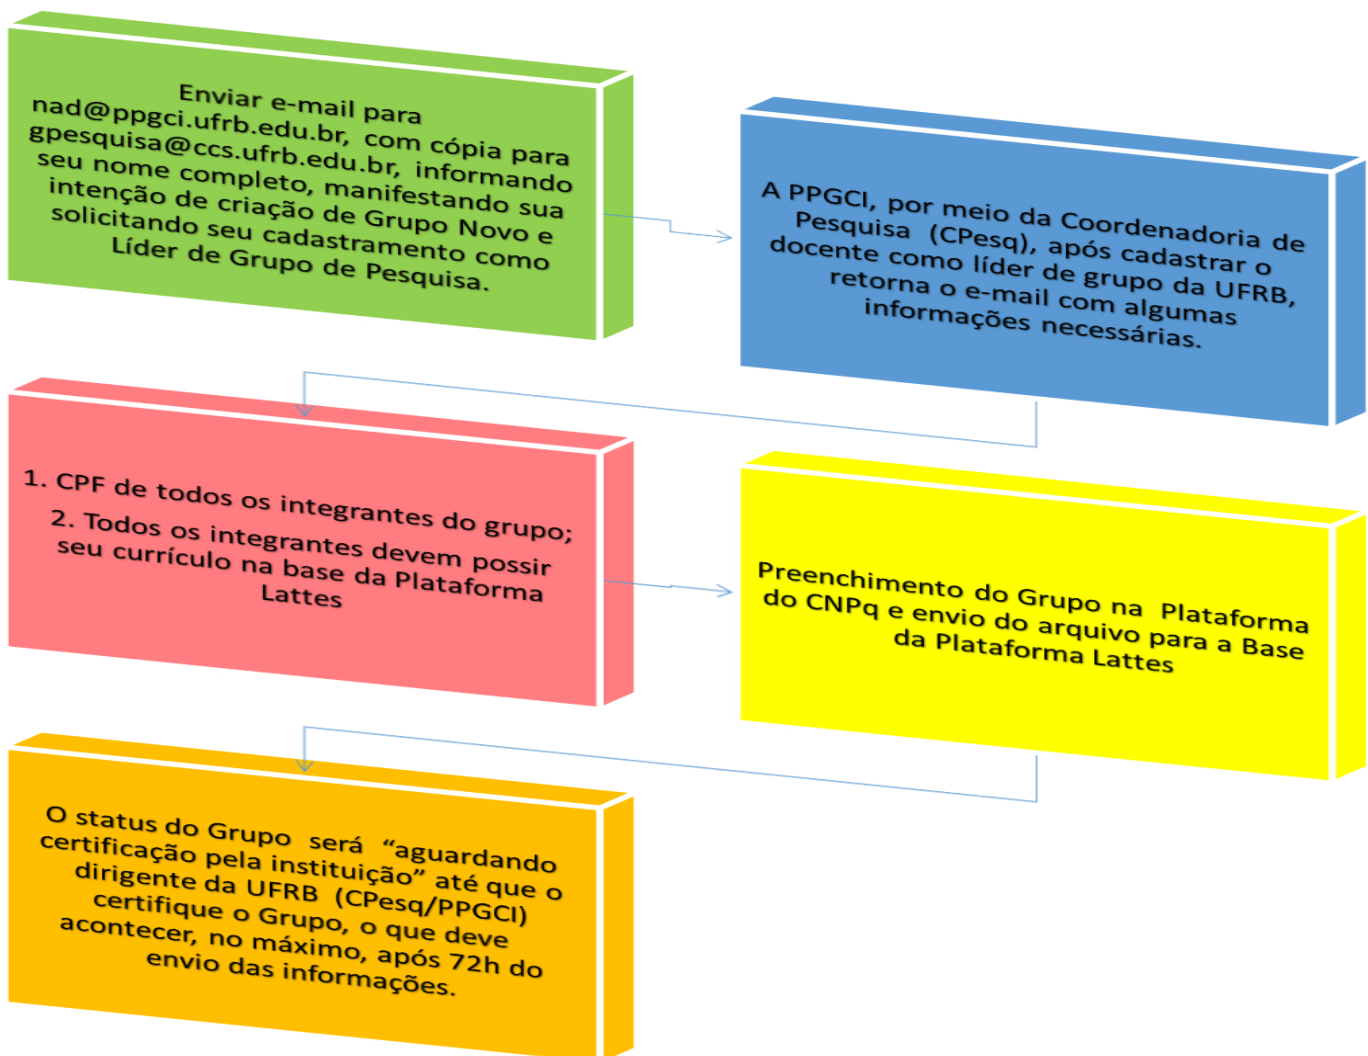 Enviar e-mail para
nad@ppgci.ufrb.edu.br, com cópia para
gpesquisa@ccs.ufrb.edu.br, informando
seu nome completo, manifestando sua
intenção de criação de Grupo Novo e
solicitando seu cadastramento como
Líder de Grupo de Pesquisa.
A PPGCI, por meio da Coordenadoria de
Pesquisa (CPesq), após cadastrar o
docente como líder de grupo da UFRB,
retorna o e-mail com algumas
informações necessárias.
1. CPF de todos os integrantes do grupo;
2. Todos os integrantes devem possir
seu currículo na base da Plataforma
Lattes
Preenchimento do Grupo na Plataforma
do CNPq e envio do arquivo para a Base
da Plataforma Lattes
O status do Grupo será “aguardando
certificação pela instituição” até que o
dirigente da UFRB (CPesq/PPGCI)
certifique o Grupo, o que deve
acontecer, no máximo, após 72h do
envio das informações.